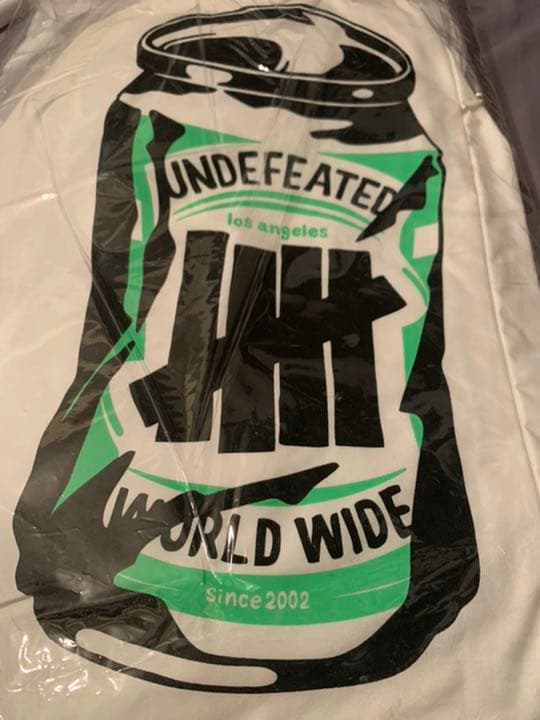 UNDEFEATED
los angeles
WORLD WIDE
Since 2002